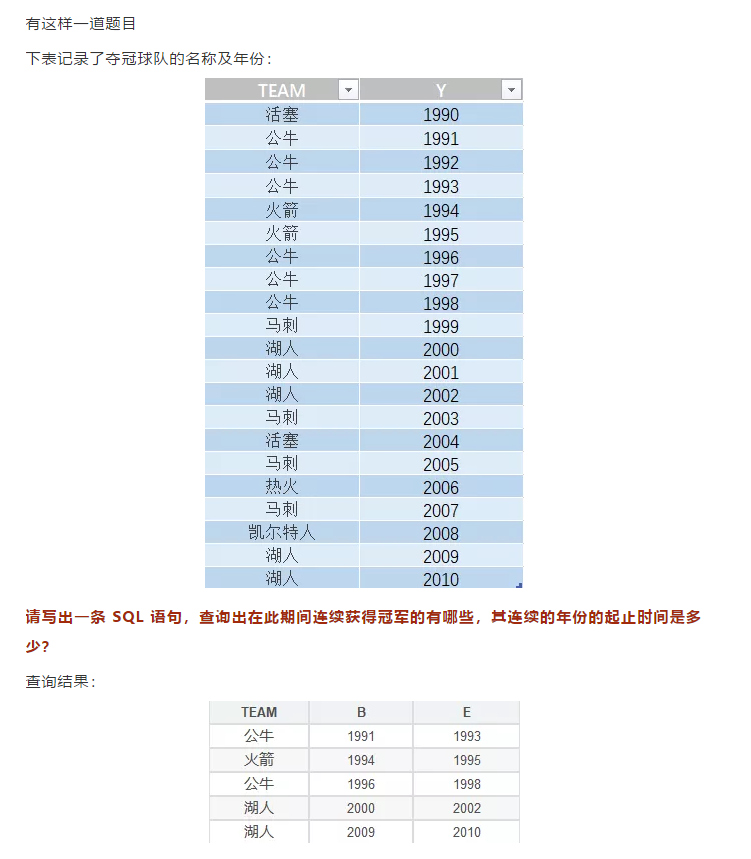 有这样一道题目
下表记录了夺冠球队的名称及年份：
TEAM Y
活塞 1990
公牛 1991
公牛 1992
公牛 1993
火箭 1994
火箭 1995
公牛 1996
公牛 1997
公牛 1998
马刺 1999
湖人 2000
湖人 2001
湖人 2002
马刺 2003
活塞 2004
马刺 2005
热火 2006
马刺 2007
凯尔特人 2008
湖人 2009
湖人 2010
请写出一条 SQL 语句，查询出在此期间连续获得冠军的有哪些，其连续的年份的起止时间是多
少？
查询结果：
TEAM B E
公牛 1991 1993
火箭 1994 1995
公牛 1996 1998
湖人 2000 2002
湖人 2009 2010